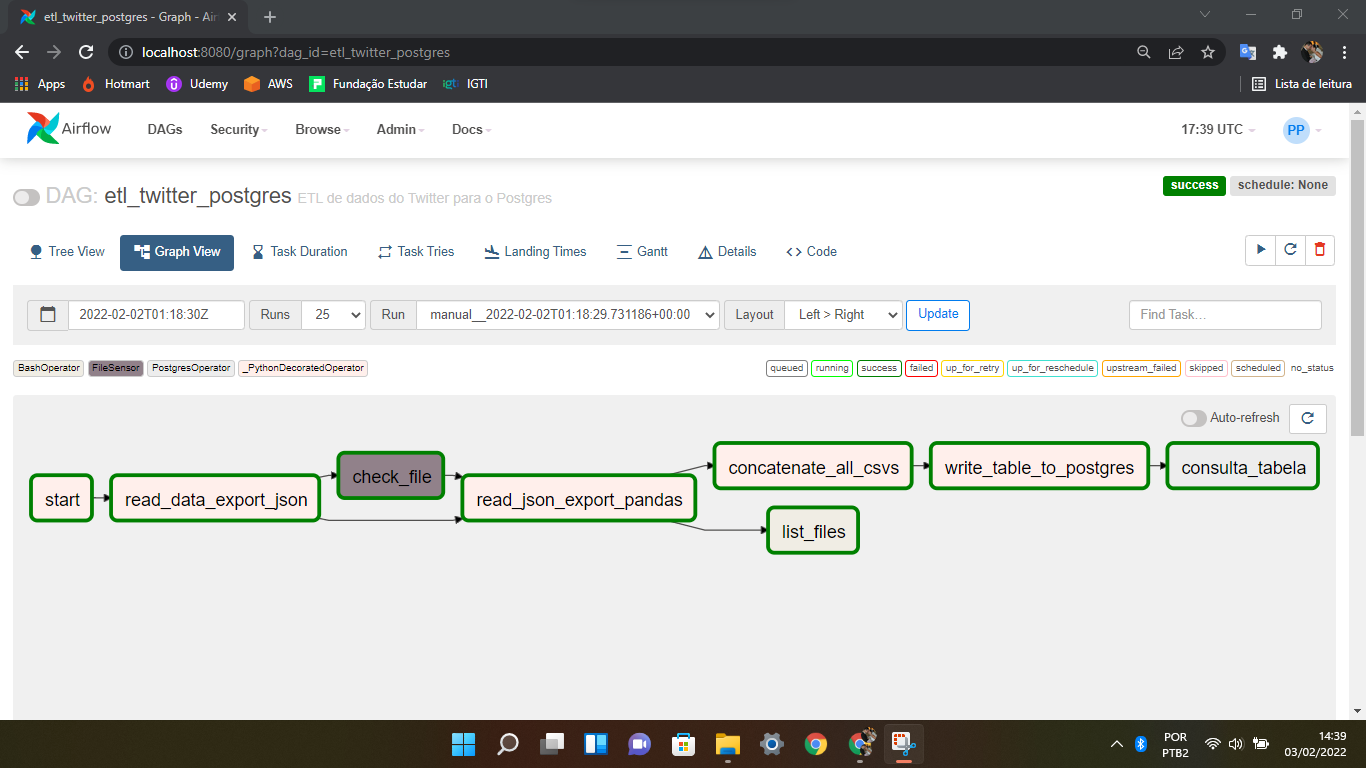 etl_twitter_postgres - Graph - Air
localhost:8080/graph?dag_id=etl_twitter_postgres
Apps Hotmart Udemy AWS Fundação Estudar igti IGTI Lista de leitura
Airflow DAGs Security Browse Admin Docs 17:39 UTC PP
DAG: etl_twitter_postgres ETL de dados do Twitter para o Postgres success schedule: None
Tree View Graph View Task Duration Task Tries Landing Times Gantt Details <> Code
2022-02-02T01:18:30Z Runs 25 Run manual__2022-02-02T01:18:29.731186+00:00 Layout Left > Right Update Find Task...
BashOperator FileSensor PostgresOperator _PythonDecoratedOperator queued running success failed up_for_retry up_for_reschedule upstream_failed skipped scheduled no_status
Auto-refresh
start
read_data_export_json
check_file
read_json_export_pandas
concatenate_all_csvs
write_table_to_postgres
consulta_tabela
list_files
POR
PTB2
14:39
03/02/2022